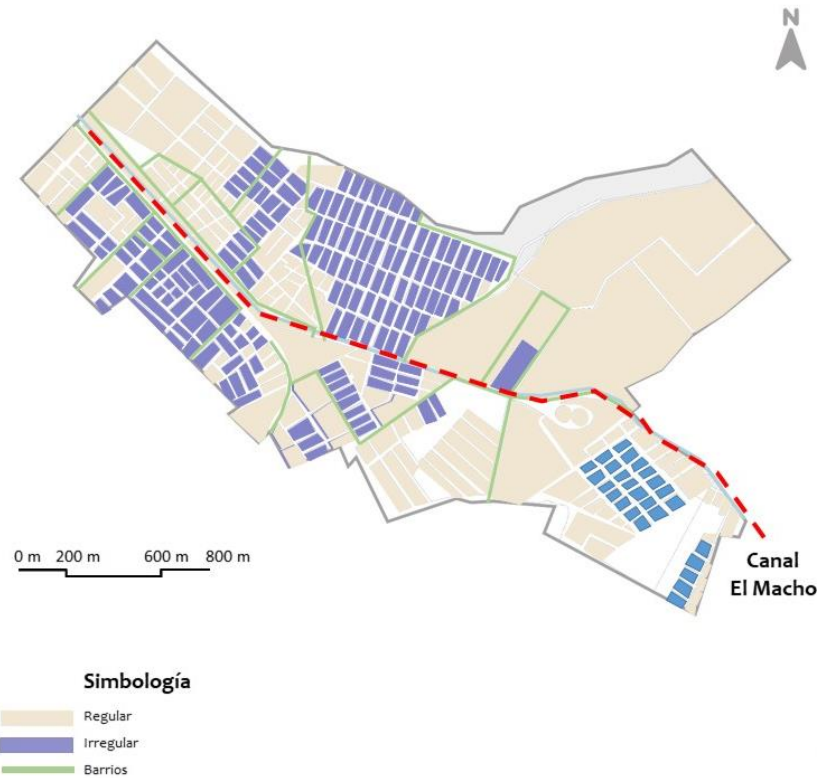 N
0 m 200 m 600 m 800 m
Canal
El Macho
Simbología
Regular
Irregular
Barrios